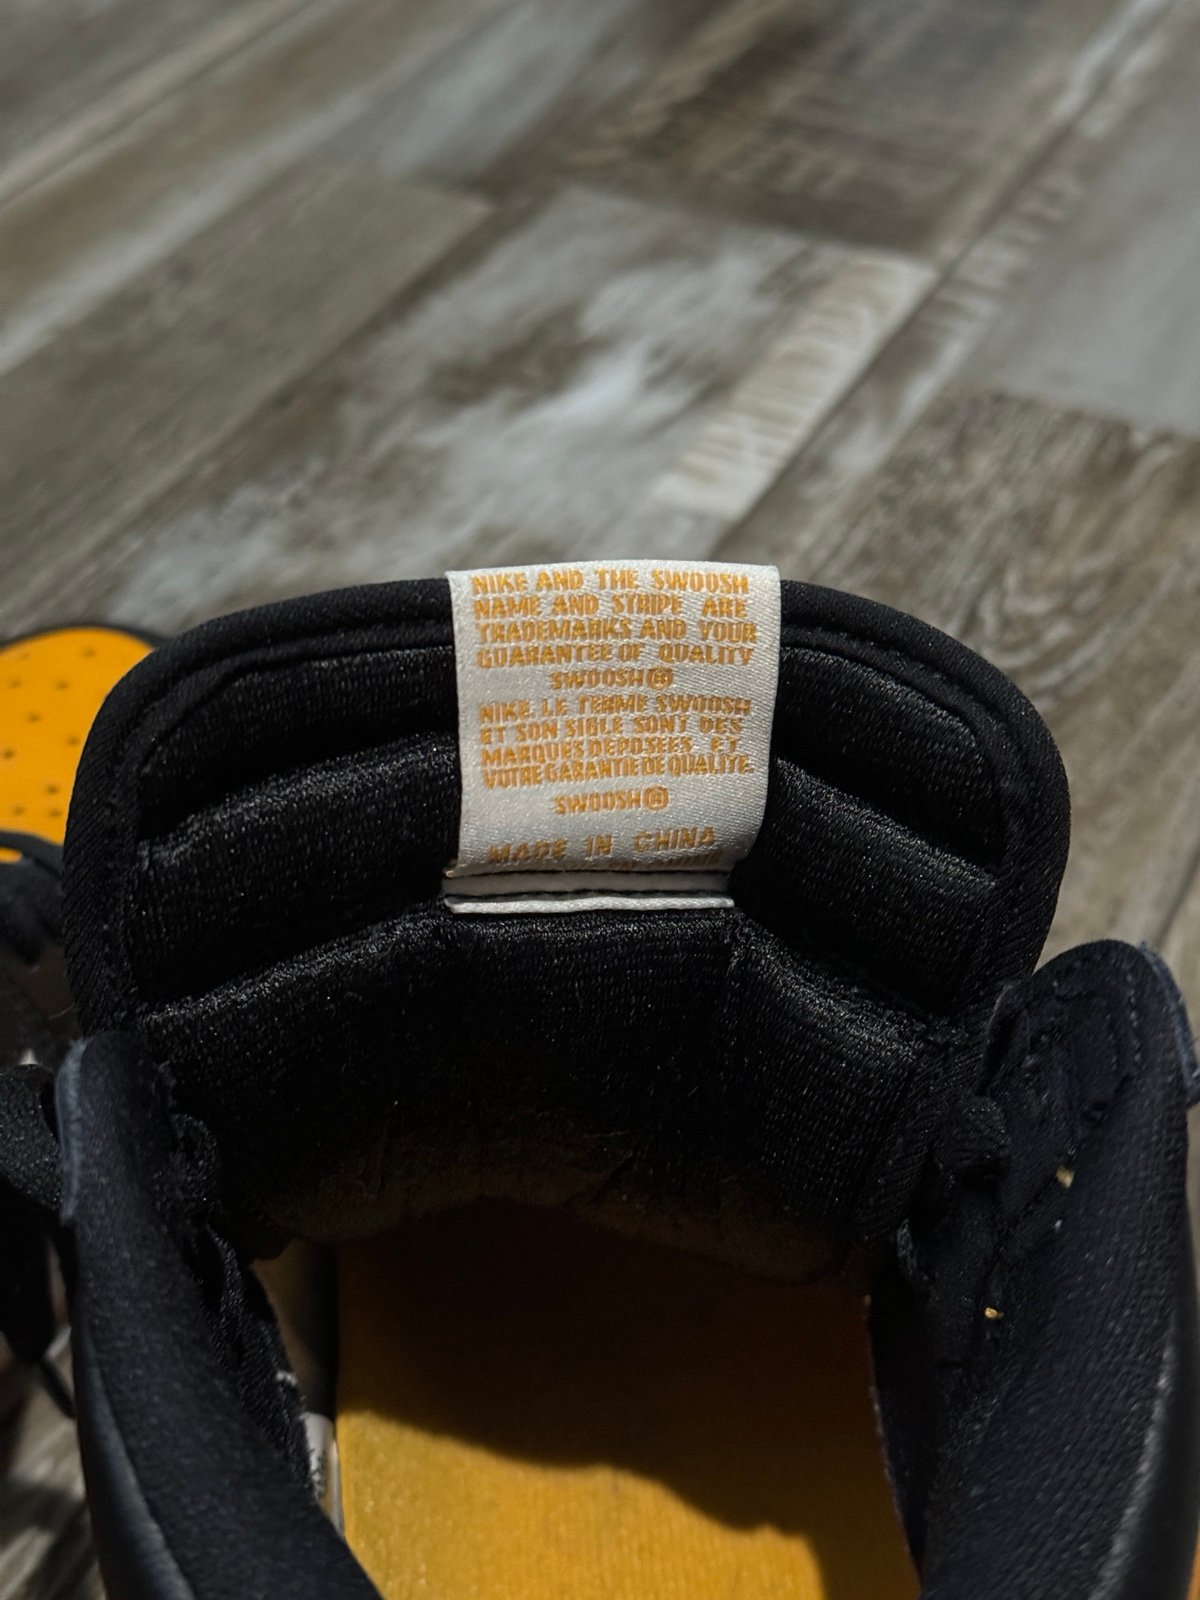 NIKE AND THE SWOOSH
NAME AND STRIPE ARE
TRADEMARKS AND YOUR
GUARANTEE OF QUALITY
SWOOSH®
NIKE. LE TERME SWOOSH
ET SON SIGLE SONT DES
MARQUES DEPOSEES ET
VOTRE GARANTIE DE QUALITE.
SWOOSH®
MADE IN CHINA